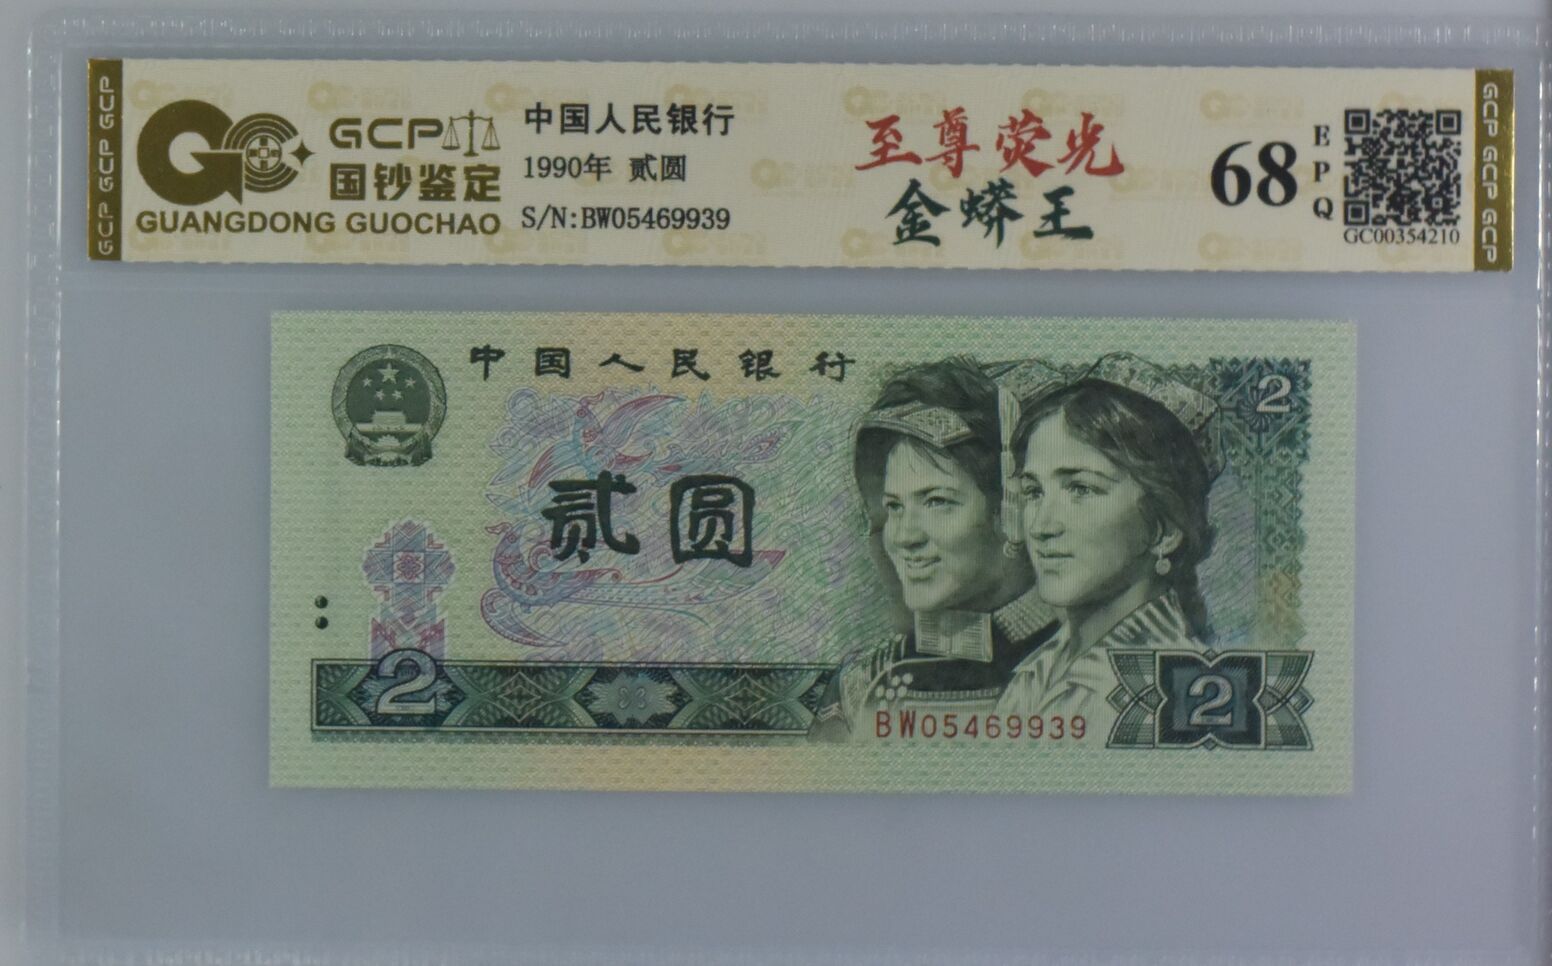 GCP GCP GCP
GCP
国钞鉴定
GUANGDONG GUOCHAO
中国人民银行
1990年 贰圆
S/N:BW05469939
至尊荧光
金蟒王
68
EPQ
GC00354210
GCP GCP GCP
中国人民银行
2
贰圆
2
BW05469939
2